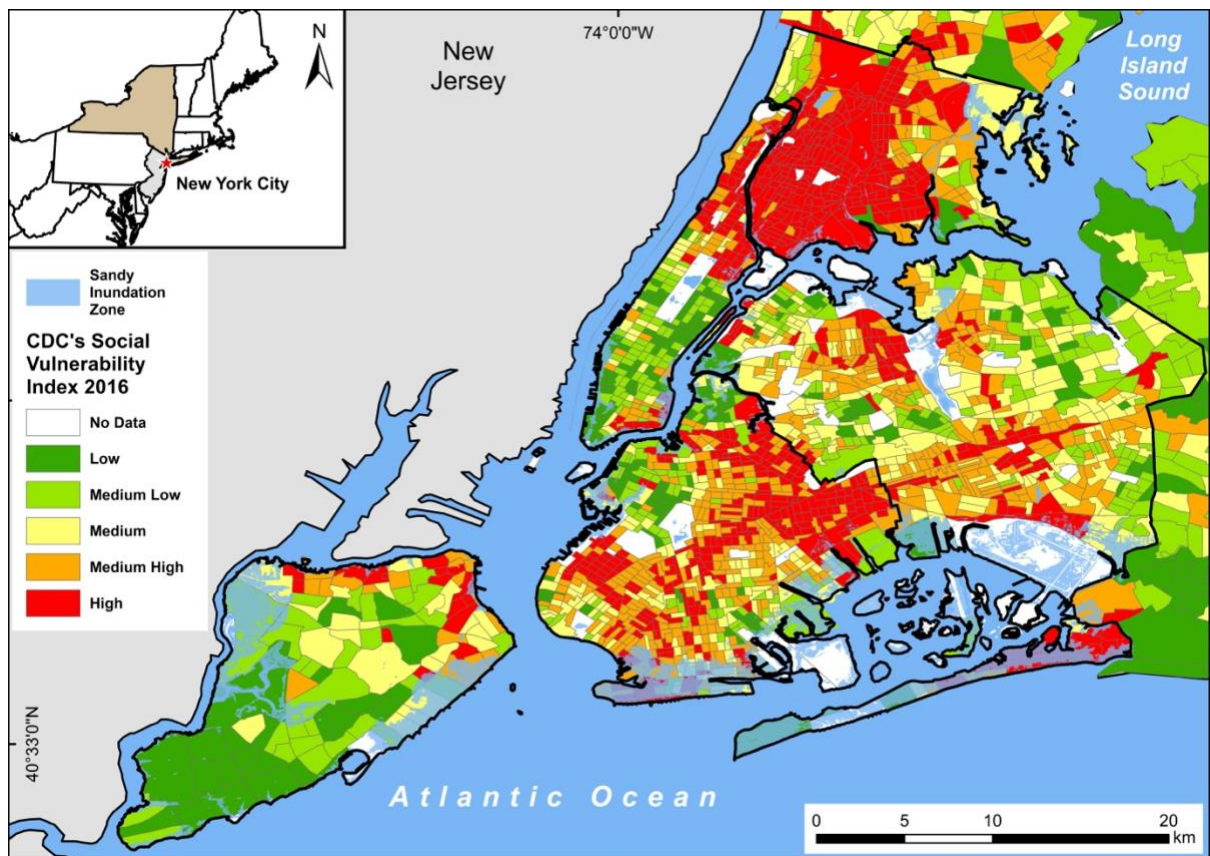 N
New York City
New
Jersey
74°0'0"W
Long
Island
Sound
Sandy
Inundation
Zone
CDC's Social
Vulnerability
Index 2016
No Data
Low
Medium Low
Medium
Medium High
High
40°33'0"N
Atlantic Ocean
0 5 10 20
km